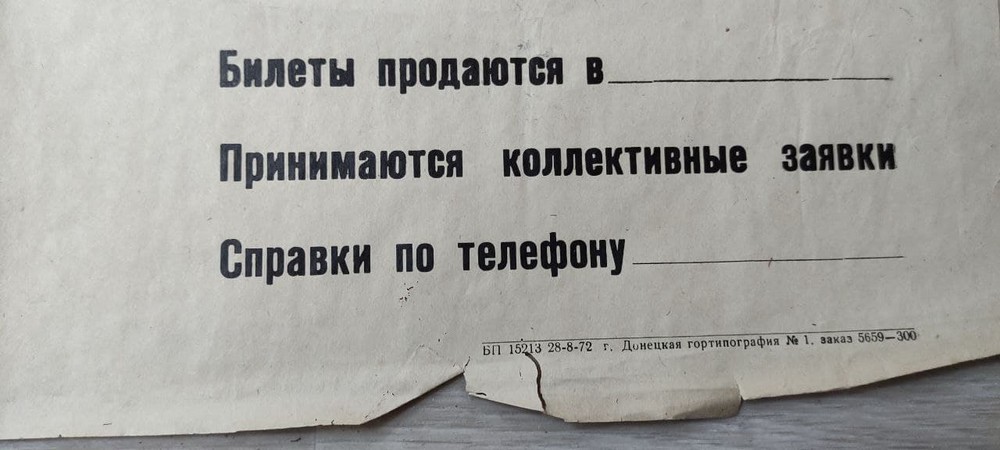 Билеты продаются в
Принимаются коллективные заявки
Справки по телефону
БП 15213 28-8-72 г. Донецкая гортипография № 1, заказ 5659—300